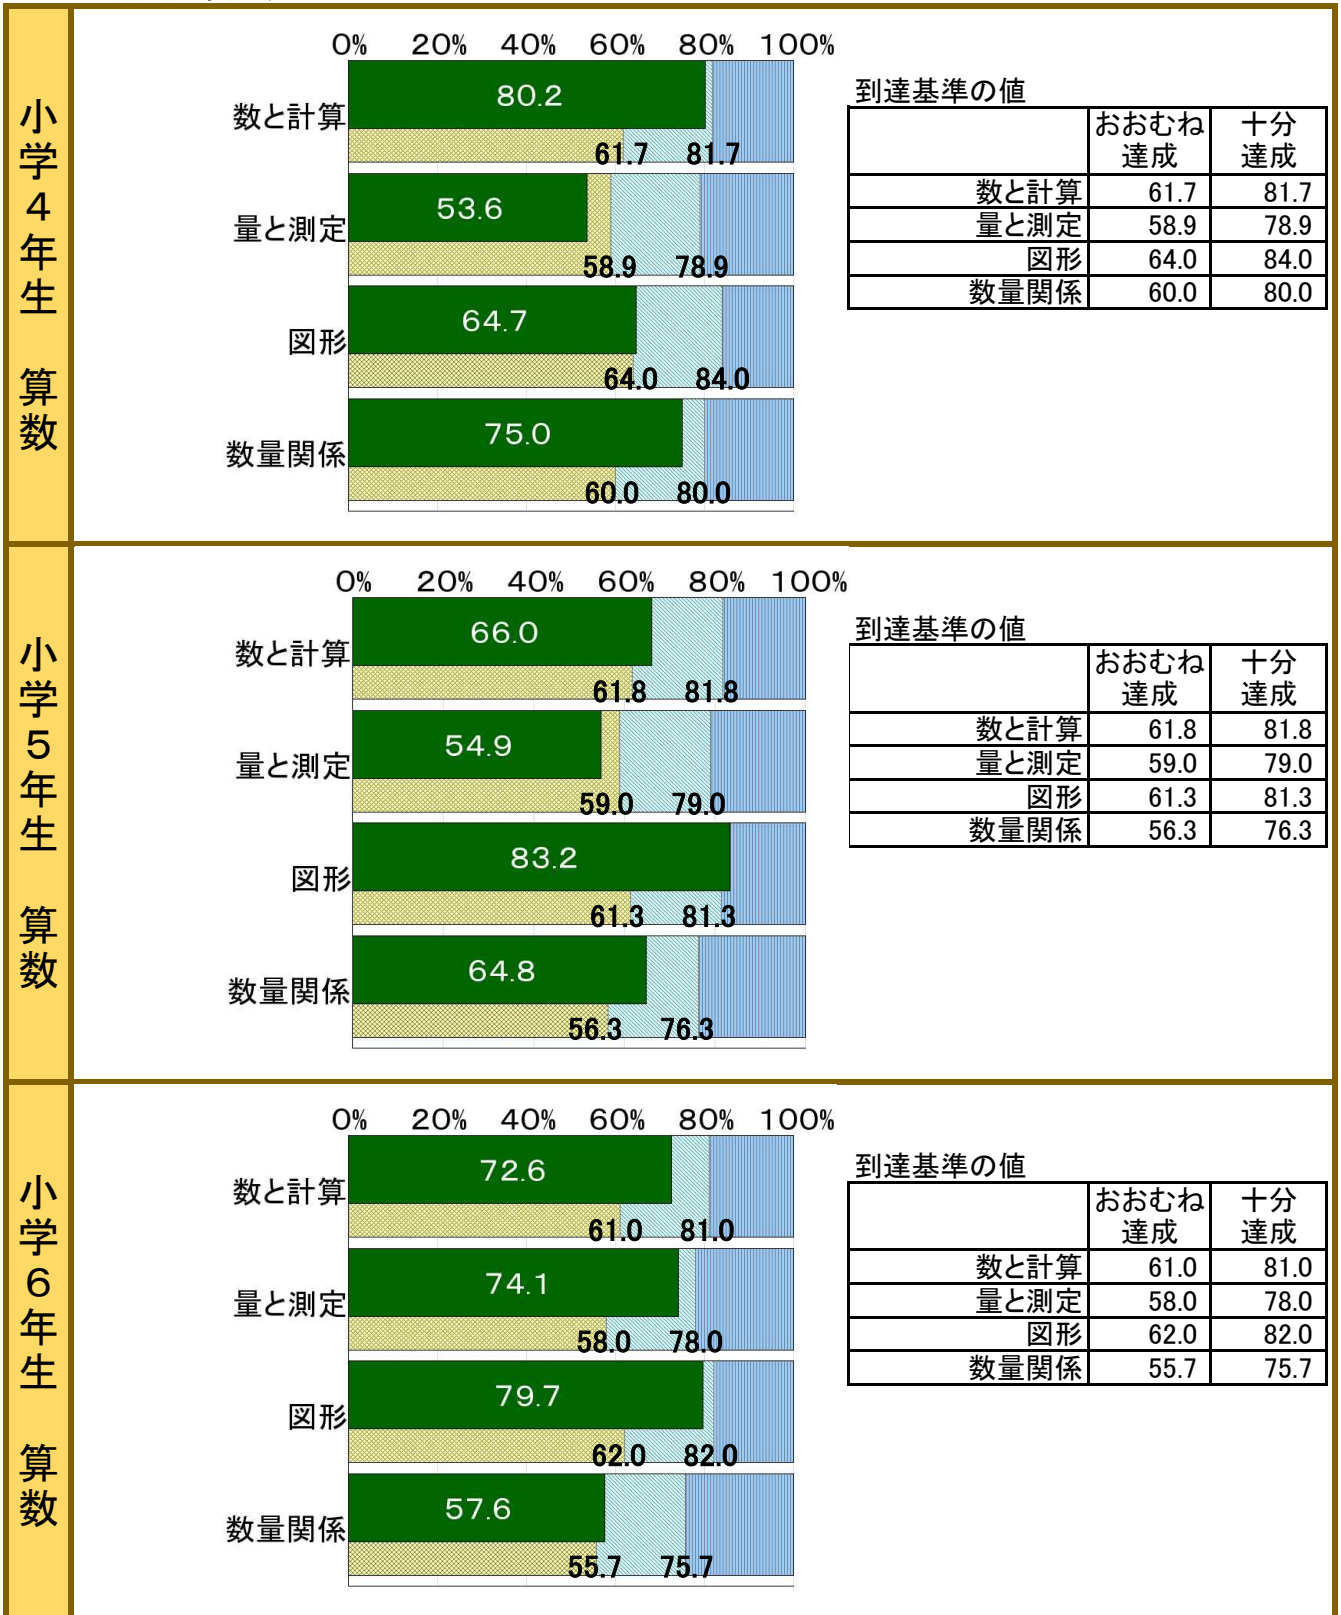 小学4年生 算数
0% 20% 40% 60% 80% 100%
数と計算 80.2
61.7 81.7
量と測定 53.6
58.9 78.9
図形 64.7
64.0 84.0
数量関係 75.0
60.0 80.0
到達基準の値
おおむね達成 十分達成
数と計算 61.7 81.7
量と測定 58.9 78.9
図形 64.0 84.0
数量関係 60.0 80.0
小学5年生 算数
0% 20% 40% 60% 80% 100%
数と計算 66.0
61.8 81.8
量と測定 54.9
59.0 79.0
図形 83.2
61.3 81.3
数量関係 64.8
56.3 76.3
到達基準の値
おおむね達成 十分達成
数と計算 61.8 81.8
量と測定 59.0 79.0
図形 61.3 81.3
数量関係 56.3 76.3
小学6年生 算数
0% 20% 40% 60% 80% 100%
数と計算 72.6
61.0 81.0
量と測定 74.1
58.0 78.0
図形 79.7
62.0 82.0
数量関係 57.6
55.7 75.7
到達基準の値
おおむね達成 十分達成
数と計算 61.0 81.0
量と測定 58.0 78.0
図形 62.0 82.0
数量関係 55.7 75.7